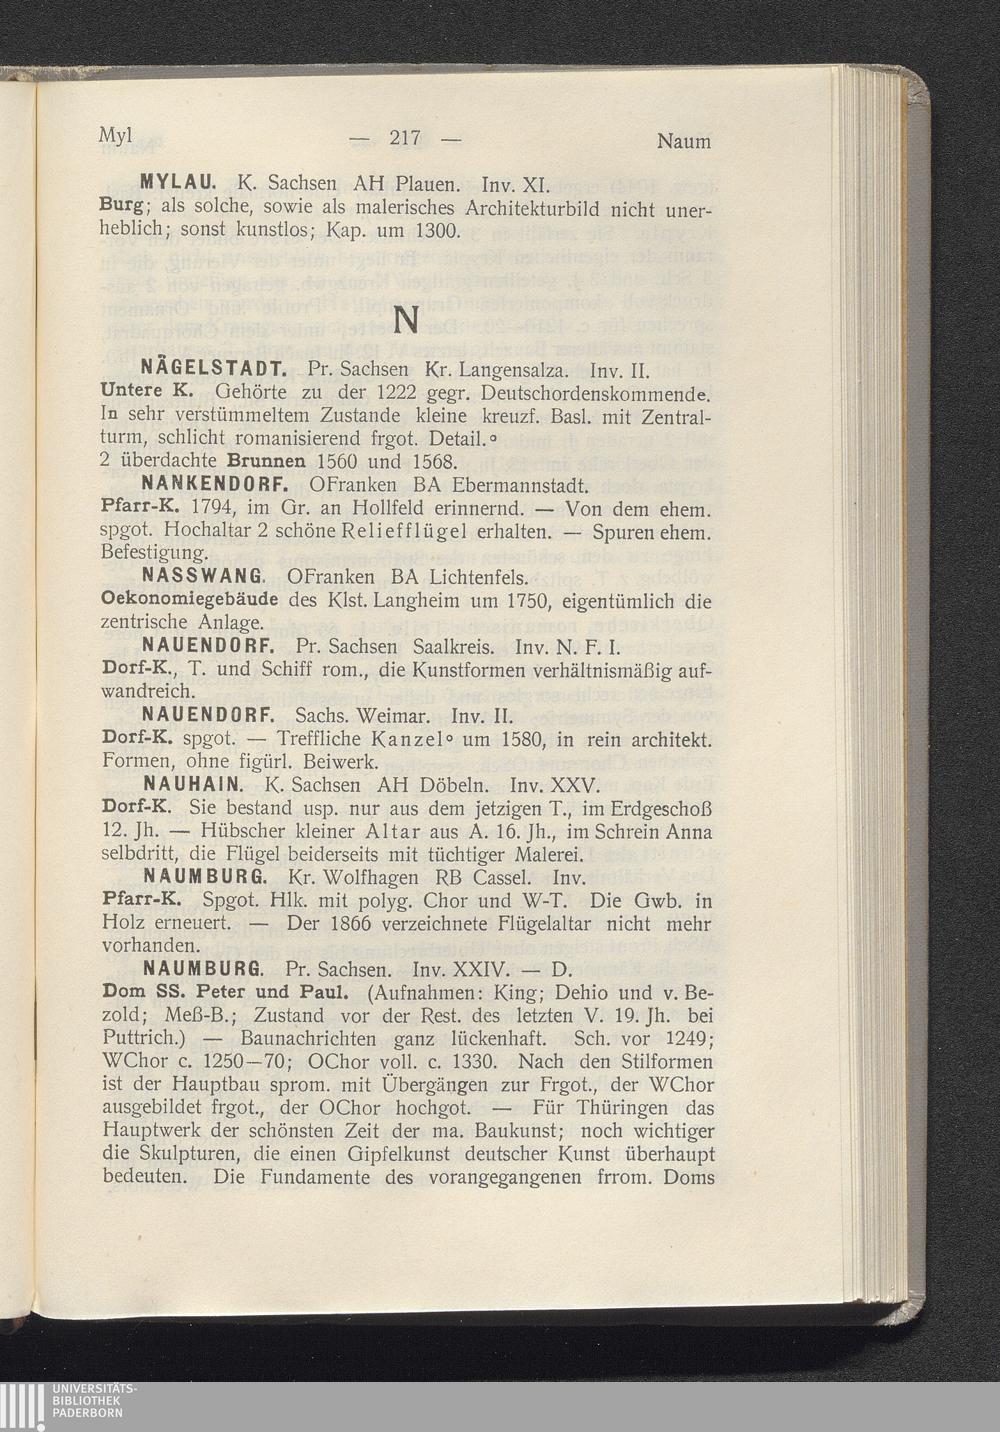 Myl — 217 — Naum
MYLAU. K. Sachsen AH Plauen. Inv. XI.
Burg; als solche, sowie als malerisches Architekturbild nicht uner-
heblich; sonst kunstlos; Kap. um 1300.
N
NÄGELSTADT. Pr. Sachsen Kr. Langensalza. Inv. II.
Untere K. Gehörte zu der 1222 gegr. Deutschordenskommende.
In sehr verstümmeltem Zustande kleine kreuzf. Basl. mit Zentral-
turm, schlicht romanisierend frgot. Detail.°
2 überdachte Brunnen 1560 und 1568.
NANKENDORF. OFranken BA Ebermannstadt.
Pfarr-K. 1794, im Gr. an Hollfeld erinnernd. — Von dem ehem.
spgot. Hochaltar 2 schöne Reliefflügel erhalten. — Spuren ehem.
Befestigung.
NASSWANG. OFranken BA Lichtenfels.
Oekonomiegebäude des Klst. Langheim um 1750, eigentümlich die
zentrische Anlage.
NAUENDORF. Pr. Sachsen Saalkreis. Inv. N. F. I.
Dorf-K., T. und Schiff rom., die Kunstformen verhältnismäßig auf-
wandreich.
NAUENDORF. Sachs. Weimar. Inv. II.
Dorf-K. spgot. — Treffliche Kanzel° um 1580, in rein architekt.
Formen, ohne figürl. Beiwerk.
NAUHAIN. K. Sachsen AH Döbeln. Inv. XXV.
Dorf-K. Sie bestand usp. nur aus dem jetzigen T., im Erdgeschoß
12. Jh. — Hübscher kleiner Altar aus A. 16. Jh., im Schrein Anna
selbdritt, die Flügel beiderseits mit tüchtiger Malerei.
NAUMBURG. Kr. Wolfhagen RB Cassel. Inv.
Pfarr-K. Spgot. Hlk. mit polyg. Chor und W-T. Die Gwb. in
Holz erneuert. — Der 1866 verzeichnete Flügelaltar nicht mehr
vorhanden.
NAUMBURG. Pr. Sachsen. Inv. XXIV. — D.
Dom SS. Peter und Paul. (Aufnahmen: King; Dehio und v. Be-
zold; Meß-B.; Zustand vor der Rest. des letzten V. 19. Jh. bei
Puttrich.) — Baunachrichten ganz lückenhaft. Sch. vor 1249;
WChor c. 1250—70; OChor voll. c. 1330. Nach den Stilformen
ist der Hauptbau sprom. mit Übergängen zur Frgot., der WChor
ausgebildet frgot., der OChor hochgot. — Für Thüringen das
Hauptwerk der schönsten Zeit der ma. Baukunst; noch wichtiger
die Skulpturen, die einen Gipfelkunst deutscher Kunst überhaupt
bedeuten. Die Fundamente des vorangegangenen frrom. Doms
UNIVERSITÄTS-
BIBLIOTHEK
PADERBORN